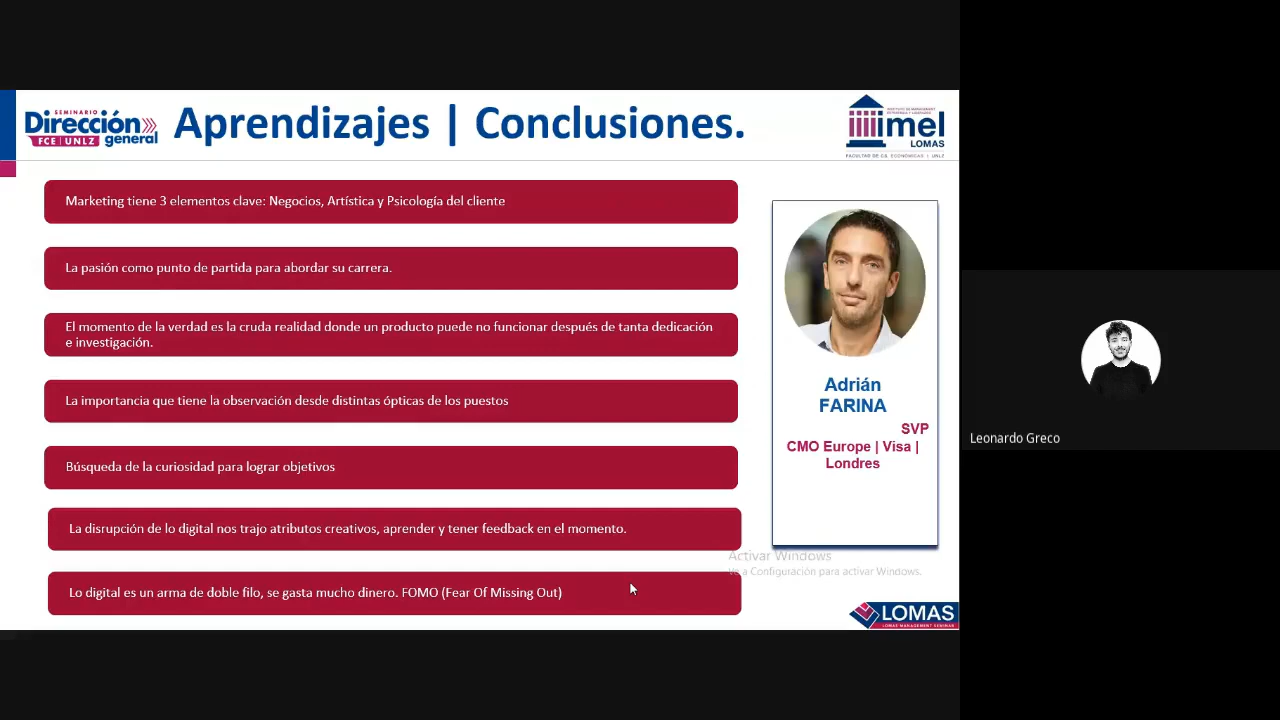 SEMINARIO
Dirección
general
FCE | UNLZ
Aprendizajes | Conclusiones.
INSTITUTO DE MANAGEMENT
imel
LOMAS
FACULTAD DE CS. ECONÓMICAS | UNLZ
Marketing tiene 3 elementos clave: Negocios, Artística y Psicología del cliente
La pasión como punto de partida para abordar su carrera.
El momento de la verdad es la cruda realidad donde un producto puede no funcionar después de tanta dedicación
e investigación.
La importancia que tiene la observación desde distintas ópticas de los puestos
Búsqueda de la curiosidad para lograr objetivos
La disrupción de lo digital nos trajo atributos creativos, aprender y tener feedback en el momento.
Lo digital es un arma de doble filo, se gasta mucho dinero. FOMO (Fear Of Missing Out)
Adrián
FARINA
SVP
CMO Europe | Visa |
Londres
Activar Windows
Ve a Configuración para activar Windows.
LOMAS
LOMAS MANAGEMENT SEMINAR
Leonardo Greco